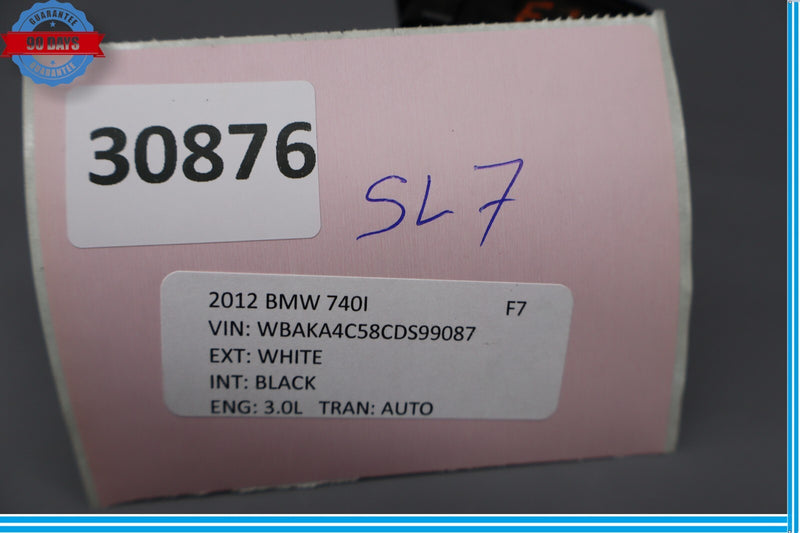 GUARANTEE
90 DAYS
GUARANTEE
30876
SL7
2012 BMW 740I F7
VIN: WBAKA4C58CDS99087
EXT: WHITE
INT: BLACK
ENG: 3.0L TRAN: AUTO